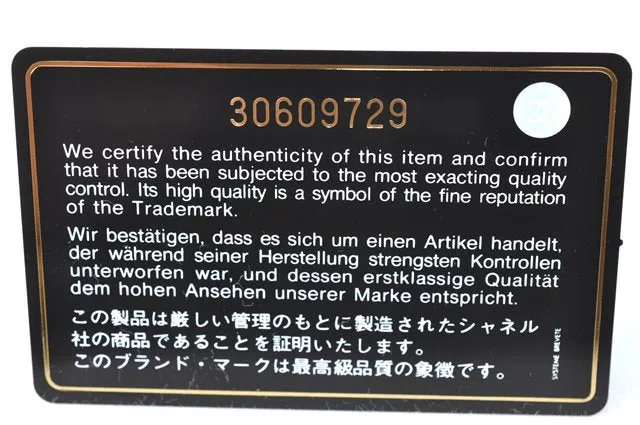 30609729
We certify the authenticity of this item and confirm
that it has been subjected to the most exacting quality
control. Its high quality is a symbol of the fine reputation
of the Trademark.
Wir bestätigen, dass es sich um einen Artikel handelt,
der während seiner Herstellung strengsten Kontrollen
unterworfen war, und dessen erstklassige Qualität
dem hohen Ansehen unserer Marke entspricht.
この製品は厳しい管理のもとに製造されたシャネル
社の商品であることを証明いたします。
このブランド・マークは最高級品質の象徴です。
SYSTEME BREVETE